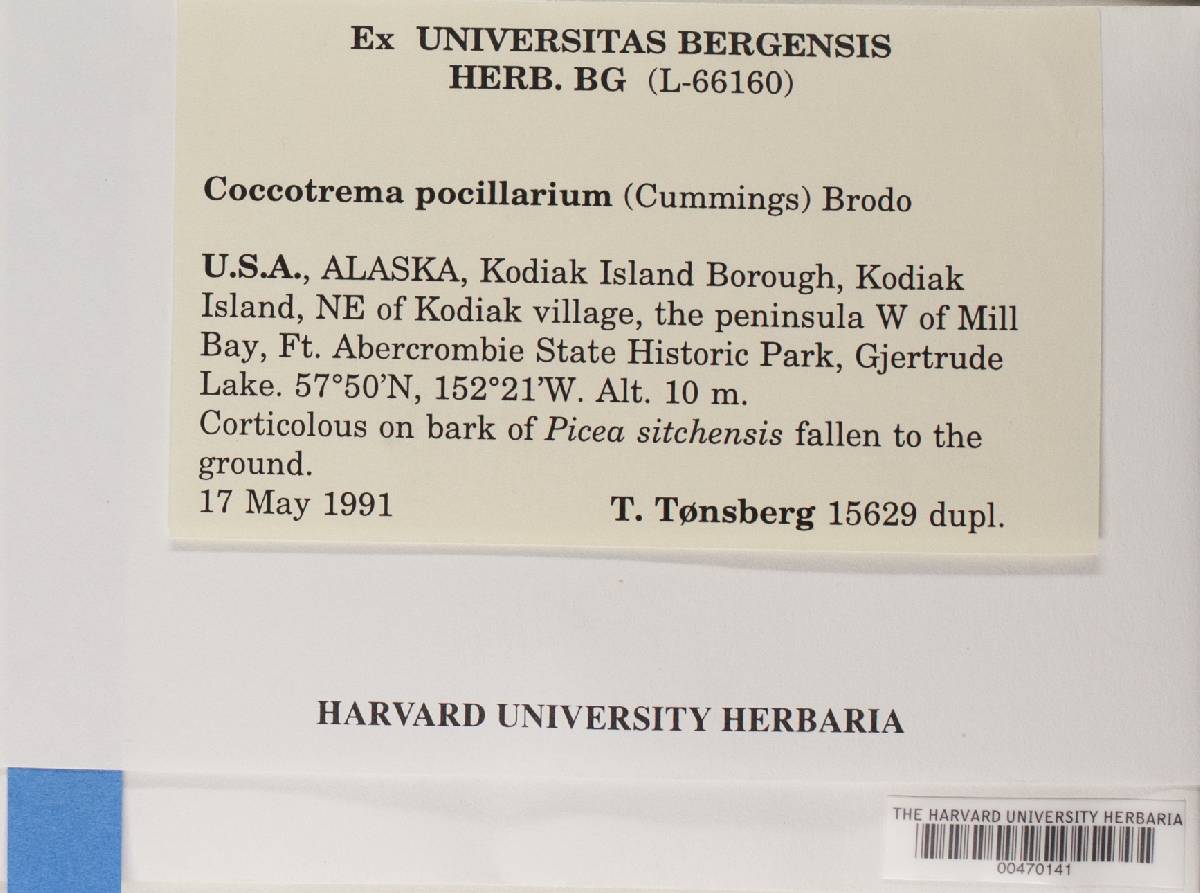 Ex UNIVERSITAS BERGENSIS
HERB. BG (L-66160)
Coccotrema pocillarium (Cummings) Brodo
U.S.A., ALASKA, Kodiak Island Borough, Kodiak
Island, NE of Kodiak village, the peninsula W of Mill
Bay, Ft. Abercrombie State Historic Park, Gjertrude
Lake. 57°50'N, 152°21'W. Alt. 10 m.
Corticolous on bark of Picea sitchensis fallen to the
ground.
17 May 1991 T. Tønsberg 15629 dupl.
HARVARD UNIVERSITY HERBARIA
THE HARVARD UNIVERSITY HERBARIA
00470141